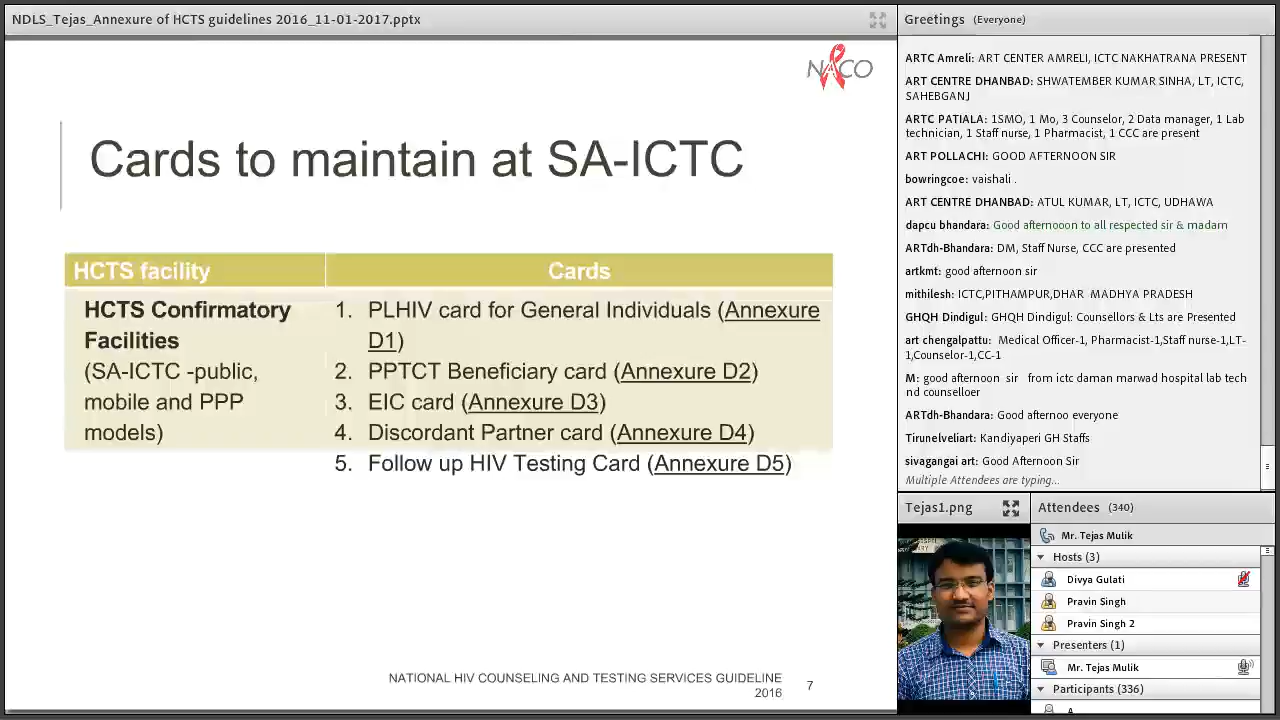 NDLS_Tejas_Annexure of HCTS guidelines 2016_11-01-2017.pptx
NACO
Cards to maintain at SA-ICTC
HCTS facility
Cards
HCTS Confirmatory
Facilities
(SA-ICTC -public,
mobile and PPP
models)
1. PLHIV card for General Individuals (Annexure
D1)
2. PPTCT Beneficiary card (Annexure D2)
3. EIC card (Annexure D3)
4. Discordant Partner card (Annexure D4)
5. Follow up HIV Testing Card (Annexure D5)
NATIONAL HIV COUNSELING AND TESTING SERVICES GUIDELINE
2016
7
Greetings (Everyone)
ARTC Amreli: ART CENTER AMRELI, ICTC NAKHATRANA PRESENT
ART CENTRE DHANBAD: SHWATEMBER KUMAR SINHA, LT, ICTC,
SAHEBGANJ
ARTC PATIALA: 1SMO, 1 Mo, 3 Counselor, 2 Data manager, 1 Lab
technician, 1 Staff nurse, 1 Pharmacist, 1 CCC are present
ART POLLACHI: GOOD AFTERNOON SIR
bowringcoe: vaishali .
ART CENTRE DHANBAD: ATUL KUMAR, LT, ICTC, UDHAWA
dapcu bhandara: Good afternooon to all respected sir & madam
ARTdh-Bhandara: DM, Staff Nurse, CCC are presented
artkmt: good afternoon sir
mithilesh: ICTC,PITHAMPUR,DHAR MADHYA PRADESH
GHQH Dindigul: GHQH Dindigul: Counsellors & Lts are Presented
art chengalpattu: Medical Officer-1, Pharmacist-1,Staff nurse-1,LT-
1,Counselor-1,CC-1
M: good afternoon sir from ictc daman marwad hospital lab tech
nd counselloer
ARTdh-Bhandara: Good afternoo everyone
Tirunelveliart: Kandiyaperi GH Staffs
sivagangai art: Good Afternoon Sir
Multiple Attendees are typing...
Tejas1.png
Attendees (340)
Mr. Tejas Mulik
Hosts (3)
Divya Gulati
Pravin Singh
Pravin Singh 2
Presenters (1)
Mr. Tejas Mulik
Participants (336)